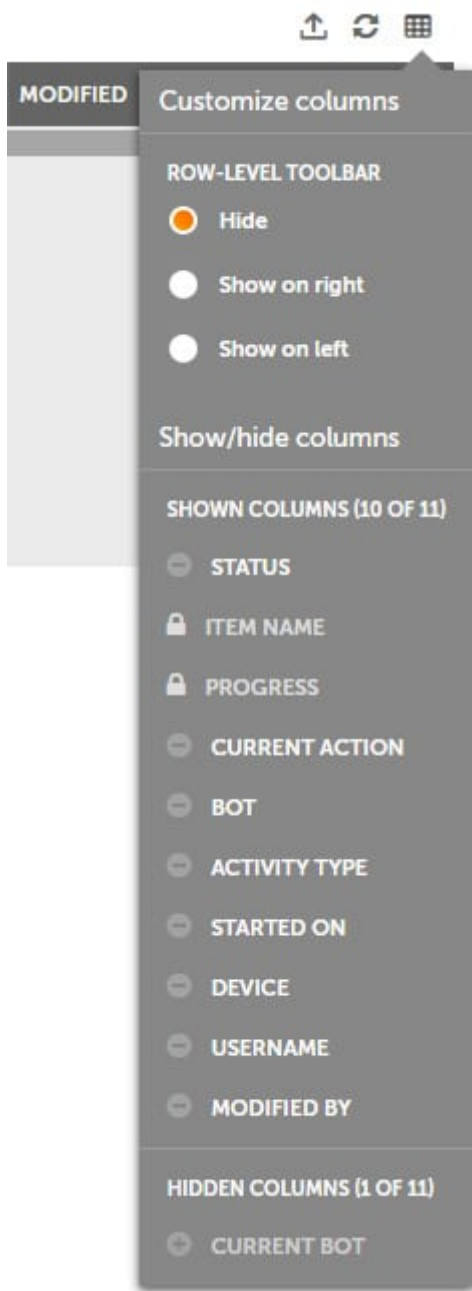 MODIFIED
Customize columns
ROW-LEVEL TOOLBAR
Hide
Show on right
Show on left
Show/hide columns
SHOWN COLUMNS (10 OF 11)
STATUS
ITEM NAME
PROGRESS
CURRENT ACTION
BOT
ACTIVITY TYPE
STARTED ON
DEVICE
USERNAME
MODIFIED BY
HIDDEN COLUMNS (1 OF 11)
CURRENT BOT